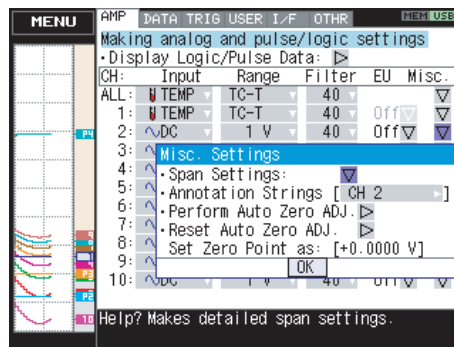 MENU
AMP DATA TRIG USER I/F OTHR MEM USB
Making analog and pulse/logic settings
・Display Logic/Pulse Data:
CH: Input Range Filter EU Misc.
ALL: TEMP TC-T 40
1: TEMP TC-T 40 Off
2: DC 1 V 40 Off
3:
Misc. Settings
4:
・Span Settings:
5:
・Annotation Strings [ CH 2 ]
6:
・Perform Auto Zero ADJ.
7:
・Reset Auto Zero ADJ.
8:
Set Zero Point as: [+0.0000 V]
9:
OK
10: DC 1 V 40 Off
P4
P2
10
Help? Makes detailed span settings.